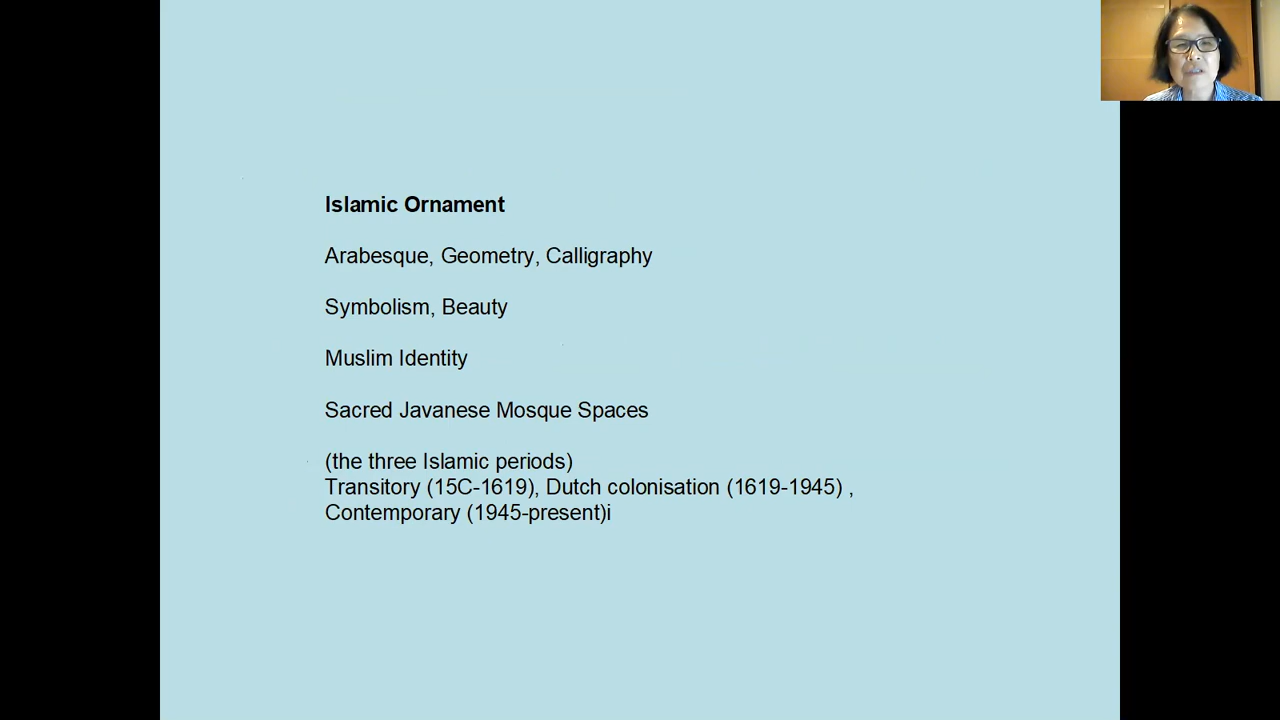 Islamic Ornament
Arabesque, Geometry, Calligraphy
Symbolism, Beauty
Muslim Identity
Sacred Javanese Mosque Spaces
(the three Islamic periods)
Transitory (15C-1619), Dutch colonisation (1619-1945) ,
Contemporary (1945-present)i